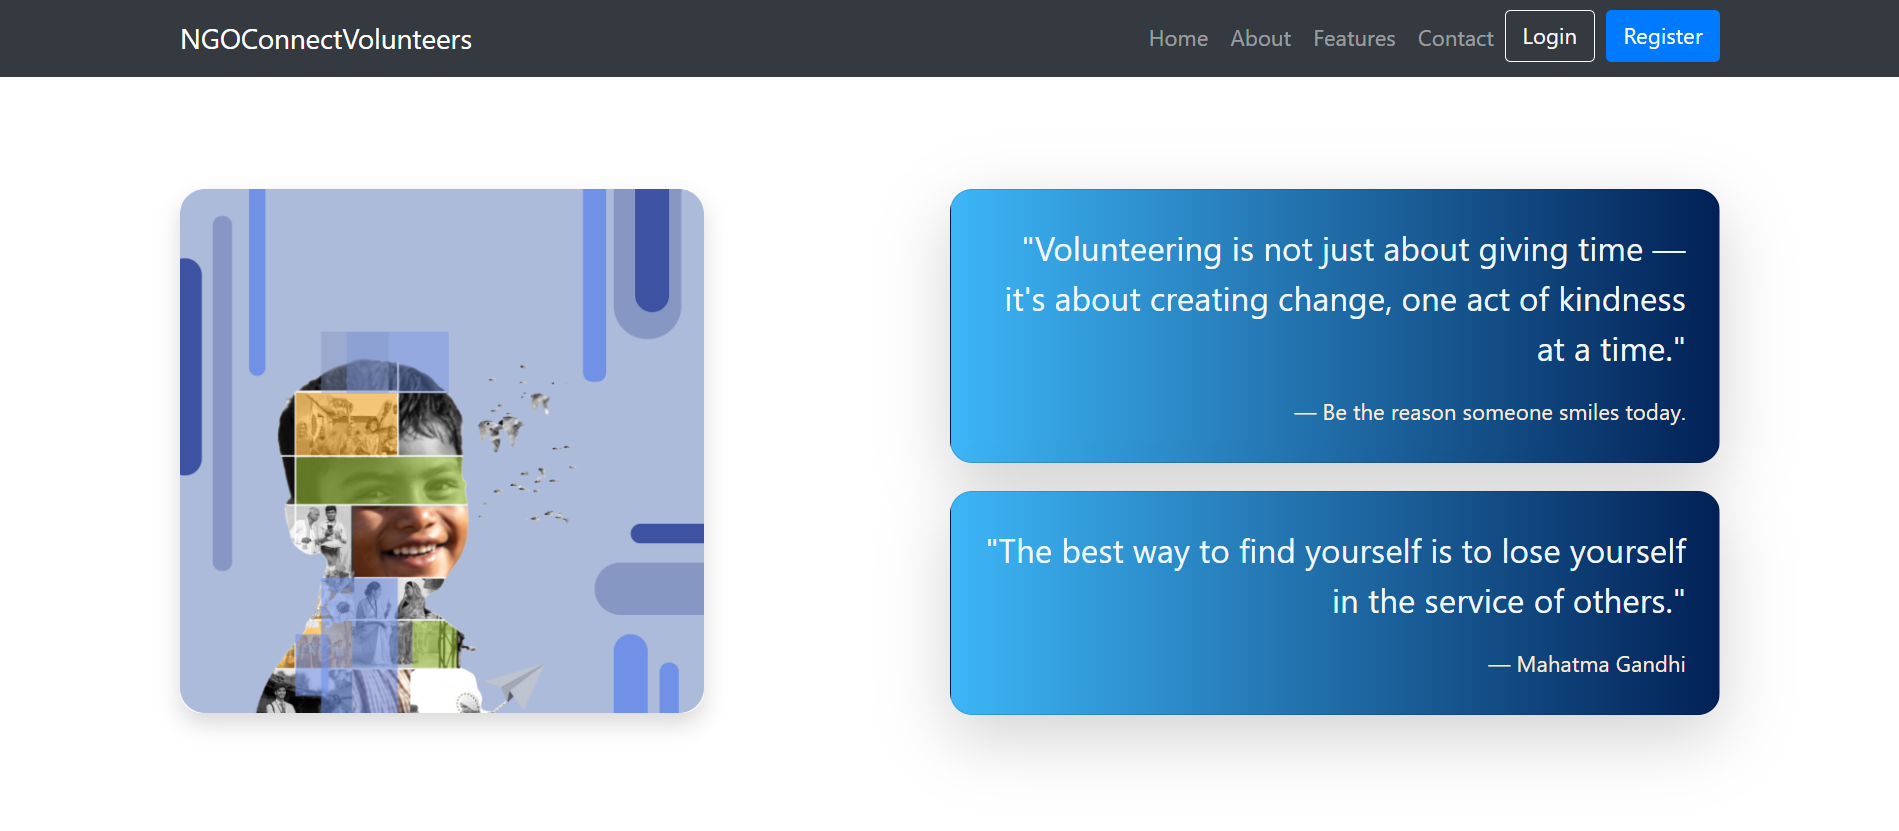 NGOConnectVolunteers
Home About Features Contact Login Register
"Volunteering is not just about giving time —
it's about creating change, one act of kindness
at a time."
— Be the reason someone smiles today.
"The best way to find yourself is to lose yourself
in the service of others."
— Mahatma Gandhi